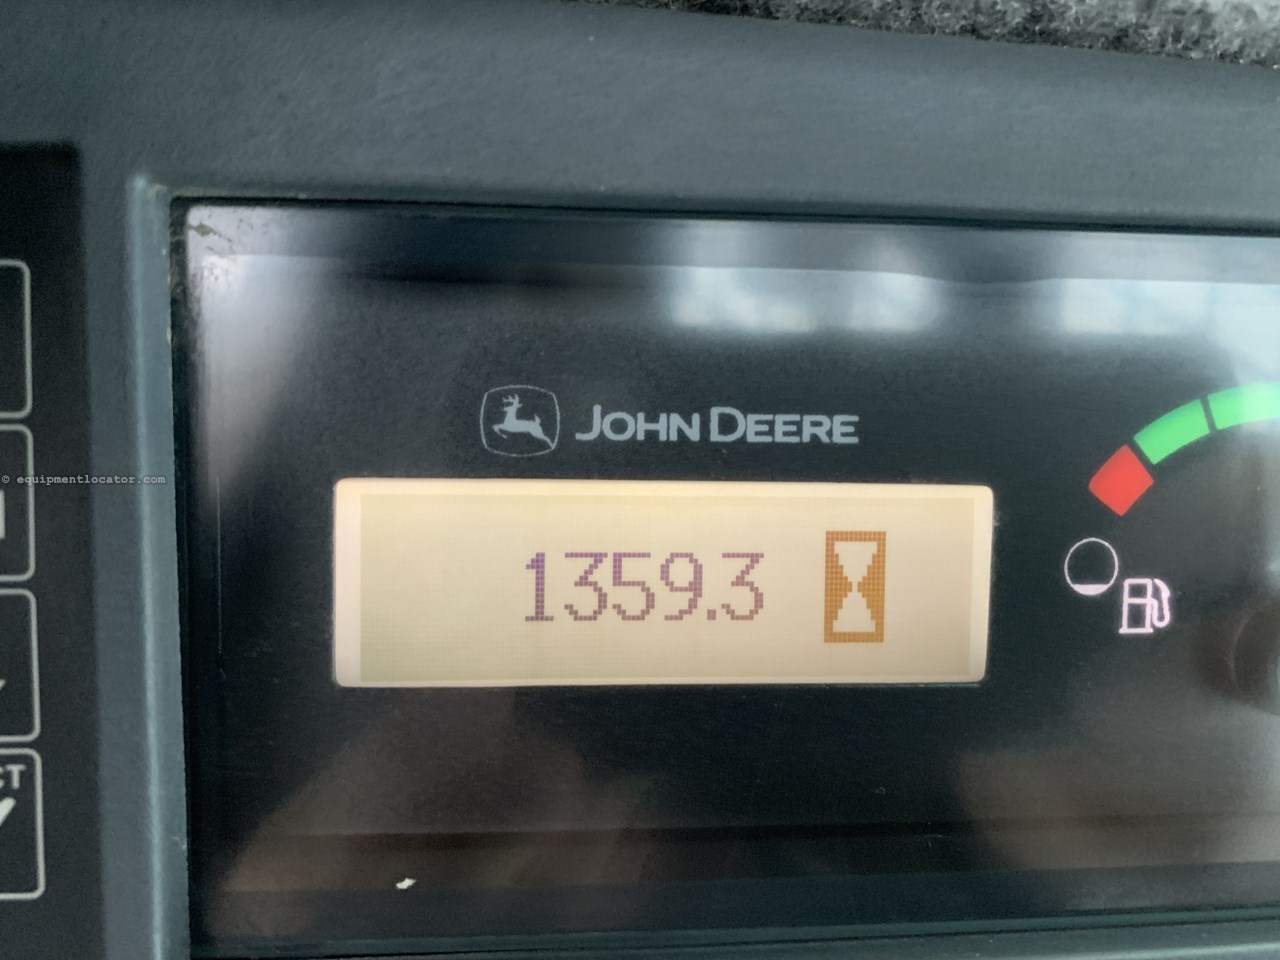 JOHN DEERE
© equipmentlocator.com
1359.3
CT